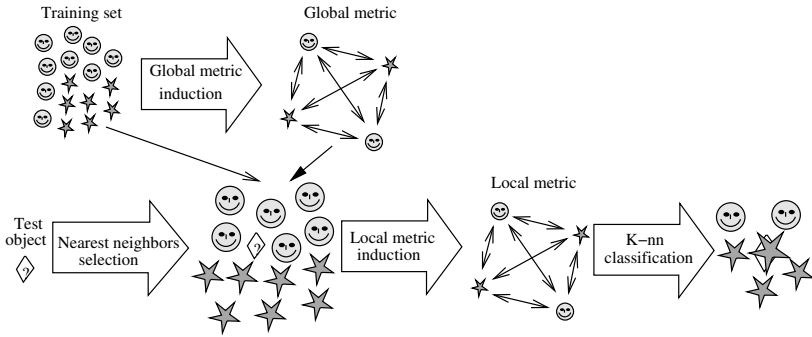 Training set
Global metric
Global metric
induction
Local metric
Test
object
?
Nearest neighbors
selection
?
Local metric
induction
K−nn
classification